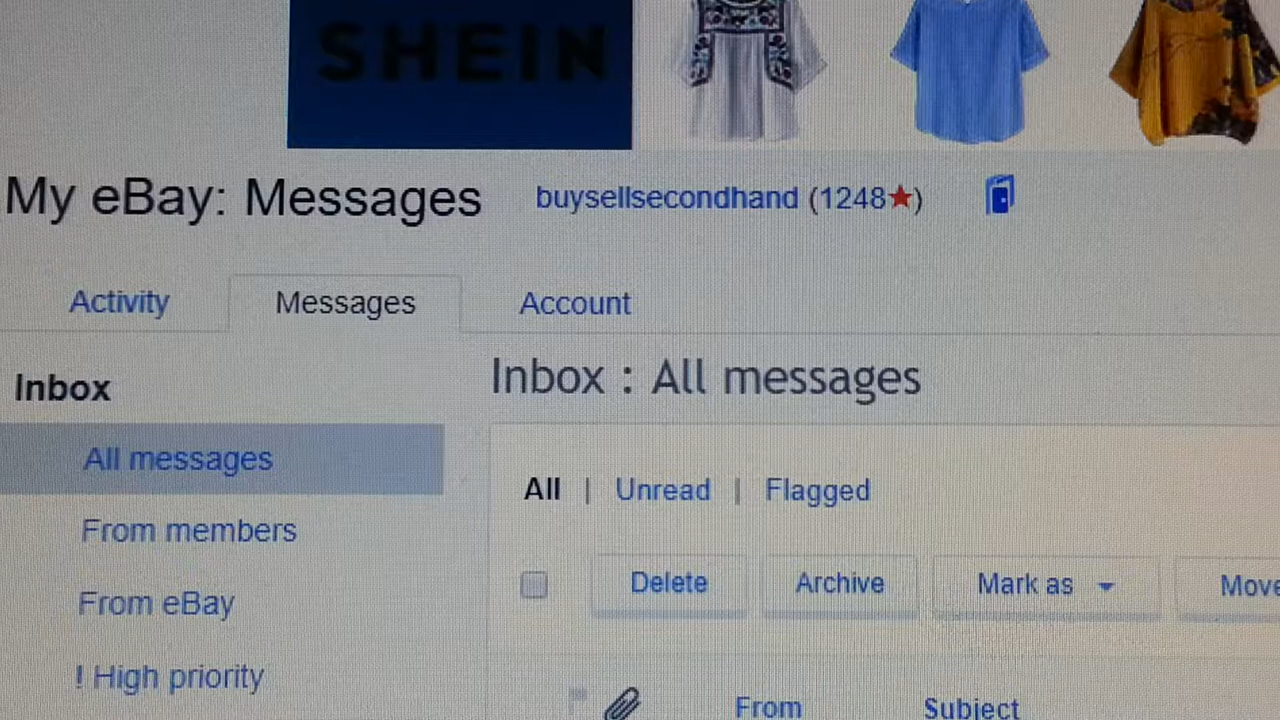 SHEIN
My eBay: Messages buysellsecondhand (1248★)
Activity Messages Account
Inbox
Inbox : All messages
All messages
All | Unread | Flagged
From members
Delete Archive Mark as Move
From eBay
! High priority
From Subject